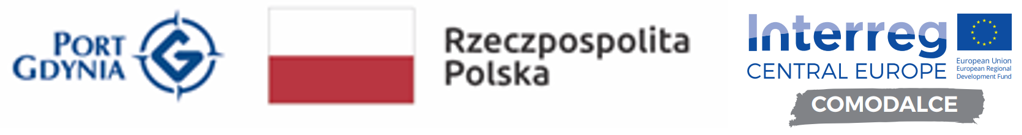 PORT
GDYNIA
G
Rzeczpospolita
Polska
Interreg
CENTRAL EUROPE
European Union
European Regional
Development Fund
COMODALCE